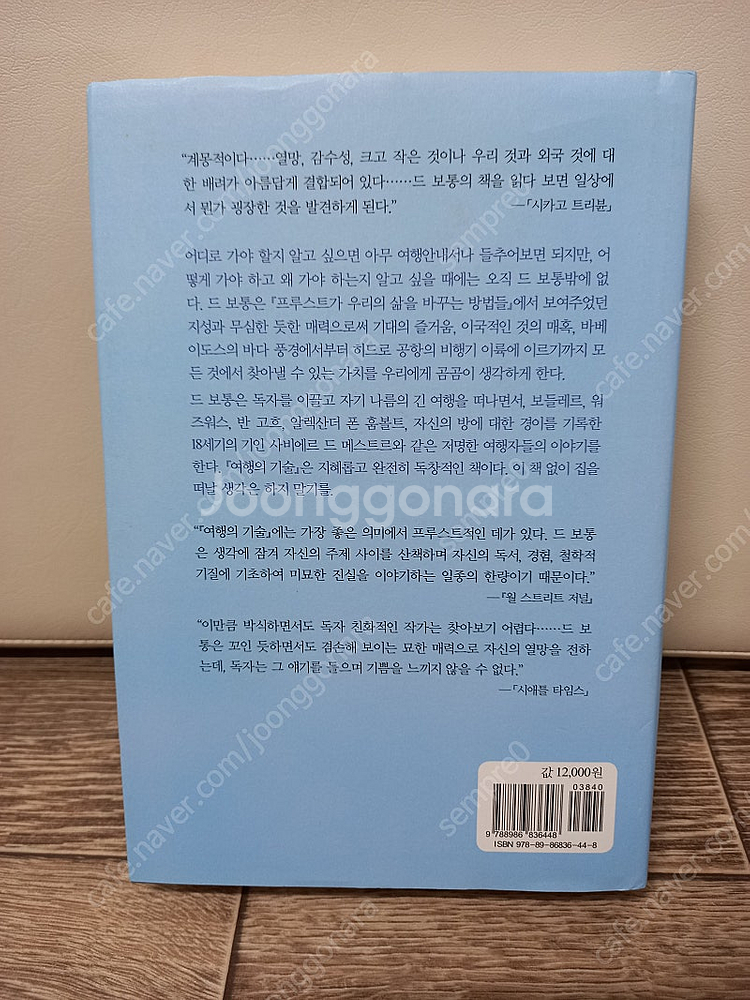 “계몽적이다……열망, 감수성, 크고 작은 것이나 우리 것과 외국 것에 대
한 배려가 아름답게 결합되어 있다……드 보통의 책을 읽다 보면 일상에
서 뭔가 굉장한 것을 발견하게 된다.” ―『시카고 트리뷴』
어디로 가야 할지 알고 싶으면 아무 여행안내서나 들추어보면 되지만, 어
떻게 가야 하고 왜 가야 하는지 알고 싶을 때에는 오직 드 보통밖에 없
다. 드 보통은 『프루스트가 우리의 삶을 바꾸는 방법들』에서 보여주었던
지성과 무심한 듯한 매력으로써 기대의 즐거움, 이국적인 것의 매혹, 바베
이도스의 바다 풍경에서부터 히드로 공항의 비행기 이륙에 이르기까지 모
든 것에서 찾아낼 수 있는 가치를 우리에게 곰곰이 생각하게 한다.
드 보통은 독자를 이끌고 자기 나름의 긴 여행을 떠나면서, 보들레르, 워
즈워스, 반 고흐, 알렉산더 폰 훔볼트, 자신의 방에 대한 경이를 기록한
18세기의 기인 사비에르 드 메스트르와 같은 저명한 여행자들의 이야기를
한다. 『여행의 기술』은 지혜롭고 완전히 독창적인 책이다. 이 책 없이 집을
떠날 생각은 하지 말기를.
Joonggonara
“『여행의 기술』에는 가장 좋은 의미에서 프루스트적인 데가 있다. 드 보통
은 생각에 잠겨 자신의 주제 사이를 산책하며 자신의 독서, 경험, 철학적
기질에 기초하여 미묘한 진실을 이야기하는 일종의 한량이기 때문이다.”
―『월 스트리트 저널』
“이만큼 박식하면서도 독자 친화적인 작가는 찾아보기 어렵다……드 보
통은 꼬인 듯하면서도 겸손해 보이는 묘한 매력으로 자신의 열망을 전하
는데, 독자는 그 얘기를 들으며 기쁨을 느끼지 않을 수 없다.”
―『시애틀 타임스』
값 12,000원
03840
9 788986 836448
ISBN 978-89-86836-44-8
cafe.naver.com/joonggonara
sempre0